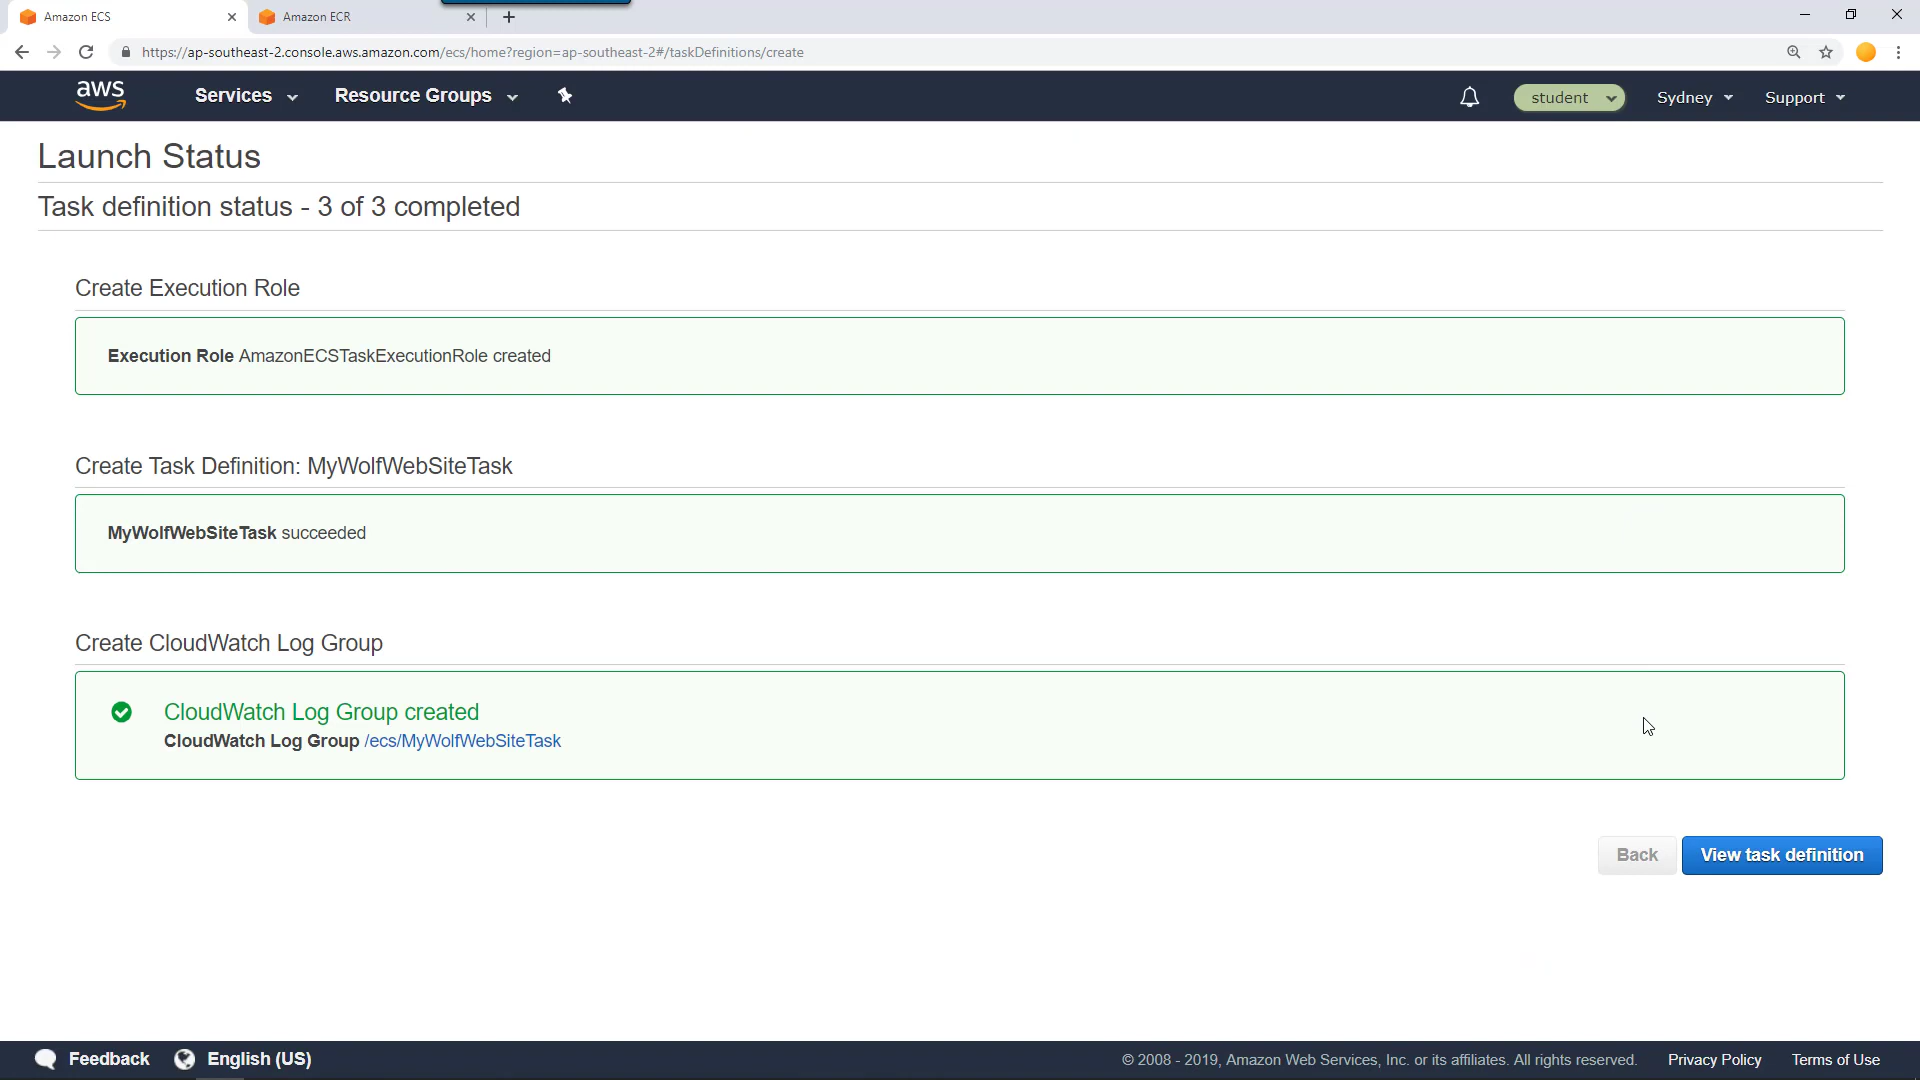 Amazon ECS
Amazon ECR
https://ap-southeast-2.console.aws.amazon.com/ecs/home?region=ap-southeast-2#/taskDefinitions/create
aws
Services
Resource Groups
student
Sydney
Support
Launch Status
Task definition status - 3 of 3 completed
Create Execution Role
Execution Role AmazonECSTaskExecutionRole created
Create Task Definition: MyWolfWebSiteTask
MyWolfWebSiteTask succeeded
Create CloudWatch Log Group
CloudWatch Log Group created
CloudWatch Log Group /ecs/MyWolfWebSiteTask
Back
View task definition
Feedback
English (US)
© 2008 - 2019, Amazon Web Services, Inc. or its affiliates. All rights reserved.
Privacy Policy
Terms of Use